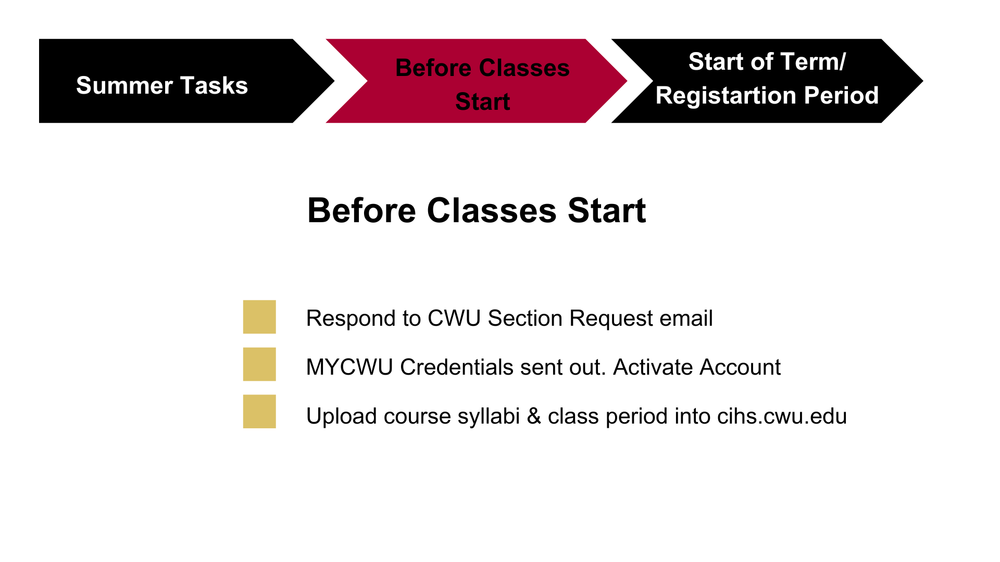 Summer Tasks
Before Classes
Start
Start of Term/
Registartion Period
Before Classes Start
Respond to CWU Section Request email
MYCWU Credentials sent out. Activate Account
Upload course syllabi & class period into cihs.cwu.edu